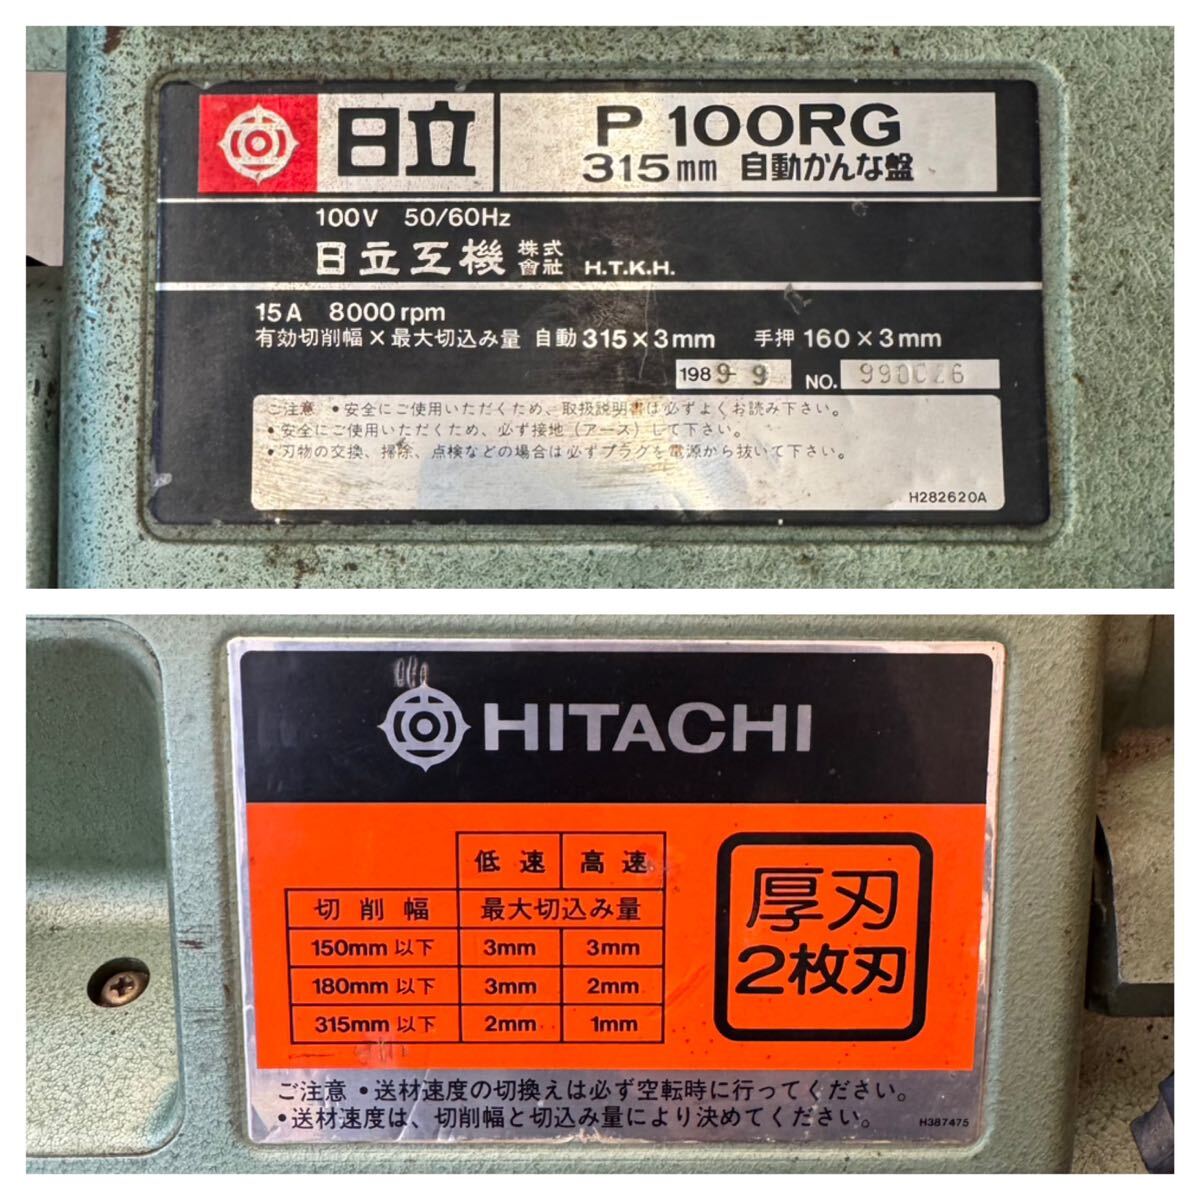 日立
P 100RG
315mm 自動かんな盤
100V 50/60Hz
日立工機 株式會社 H.T.K.H.
15A 8000rpm
有効切削幅×最大切込み量 自動 315×3mm 手押 160×3mm
1989-9 NO.
ご注意 •安全にご使用いただくため、取扱説明書は必ずよくお読み下さい。
•安全にご使用いただくため、必ず接地(アース)して下さい。
•刃物の交換、掃除、点検などの場合は必ずプラグを電源から抜いて下さい。
H282620A
HITACHI
低速 高速
切削幅 最大切込み量
150mm 以下 3mm 3mm
180mm 以下 3mm 2mm
315mm 以下 2mm 1mm
厚刃
2枚刃
ご注意 •送材速度の切換えは必ず空転時に行ってください。
•送材速度は、切削幅と切込み量により決めてください。
H387475